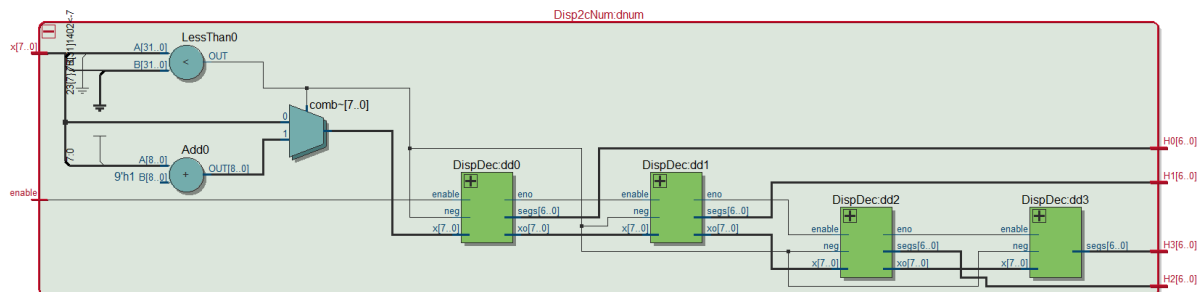 Disp2cNum:dnum
x[7..0]
LessThan0
A[31..0]
B[31..0]
OUT
<
comb~[7..0]
0
1
7:0
Add0
A[8..0]
9'h1 B[8..0]
OUT[8..0]
+
enable
DispDec:dd0
enable
neg
x[7..0]
eno
segs[6..0]
xo[7..0]
DispDec:dd1
enable
neg
x[7..0]
eno
segs[6..0]
xo[7..0]
DispDec:dd2
enable
neg
x[7..0]
eno
segs[6..0]
xo[7..0]
DispDec:dd3
enable
neg
x[7..0]
segs[6..0]
H0[6..0]
H1[6..0]
H3[6..0]
H2[6..0]